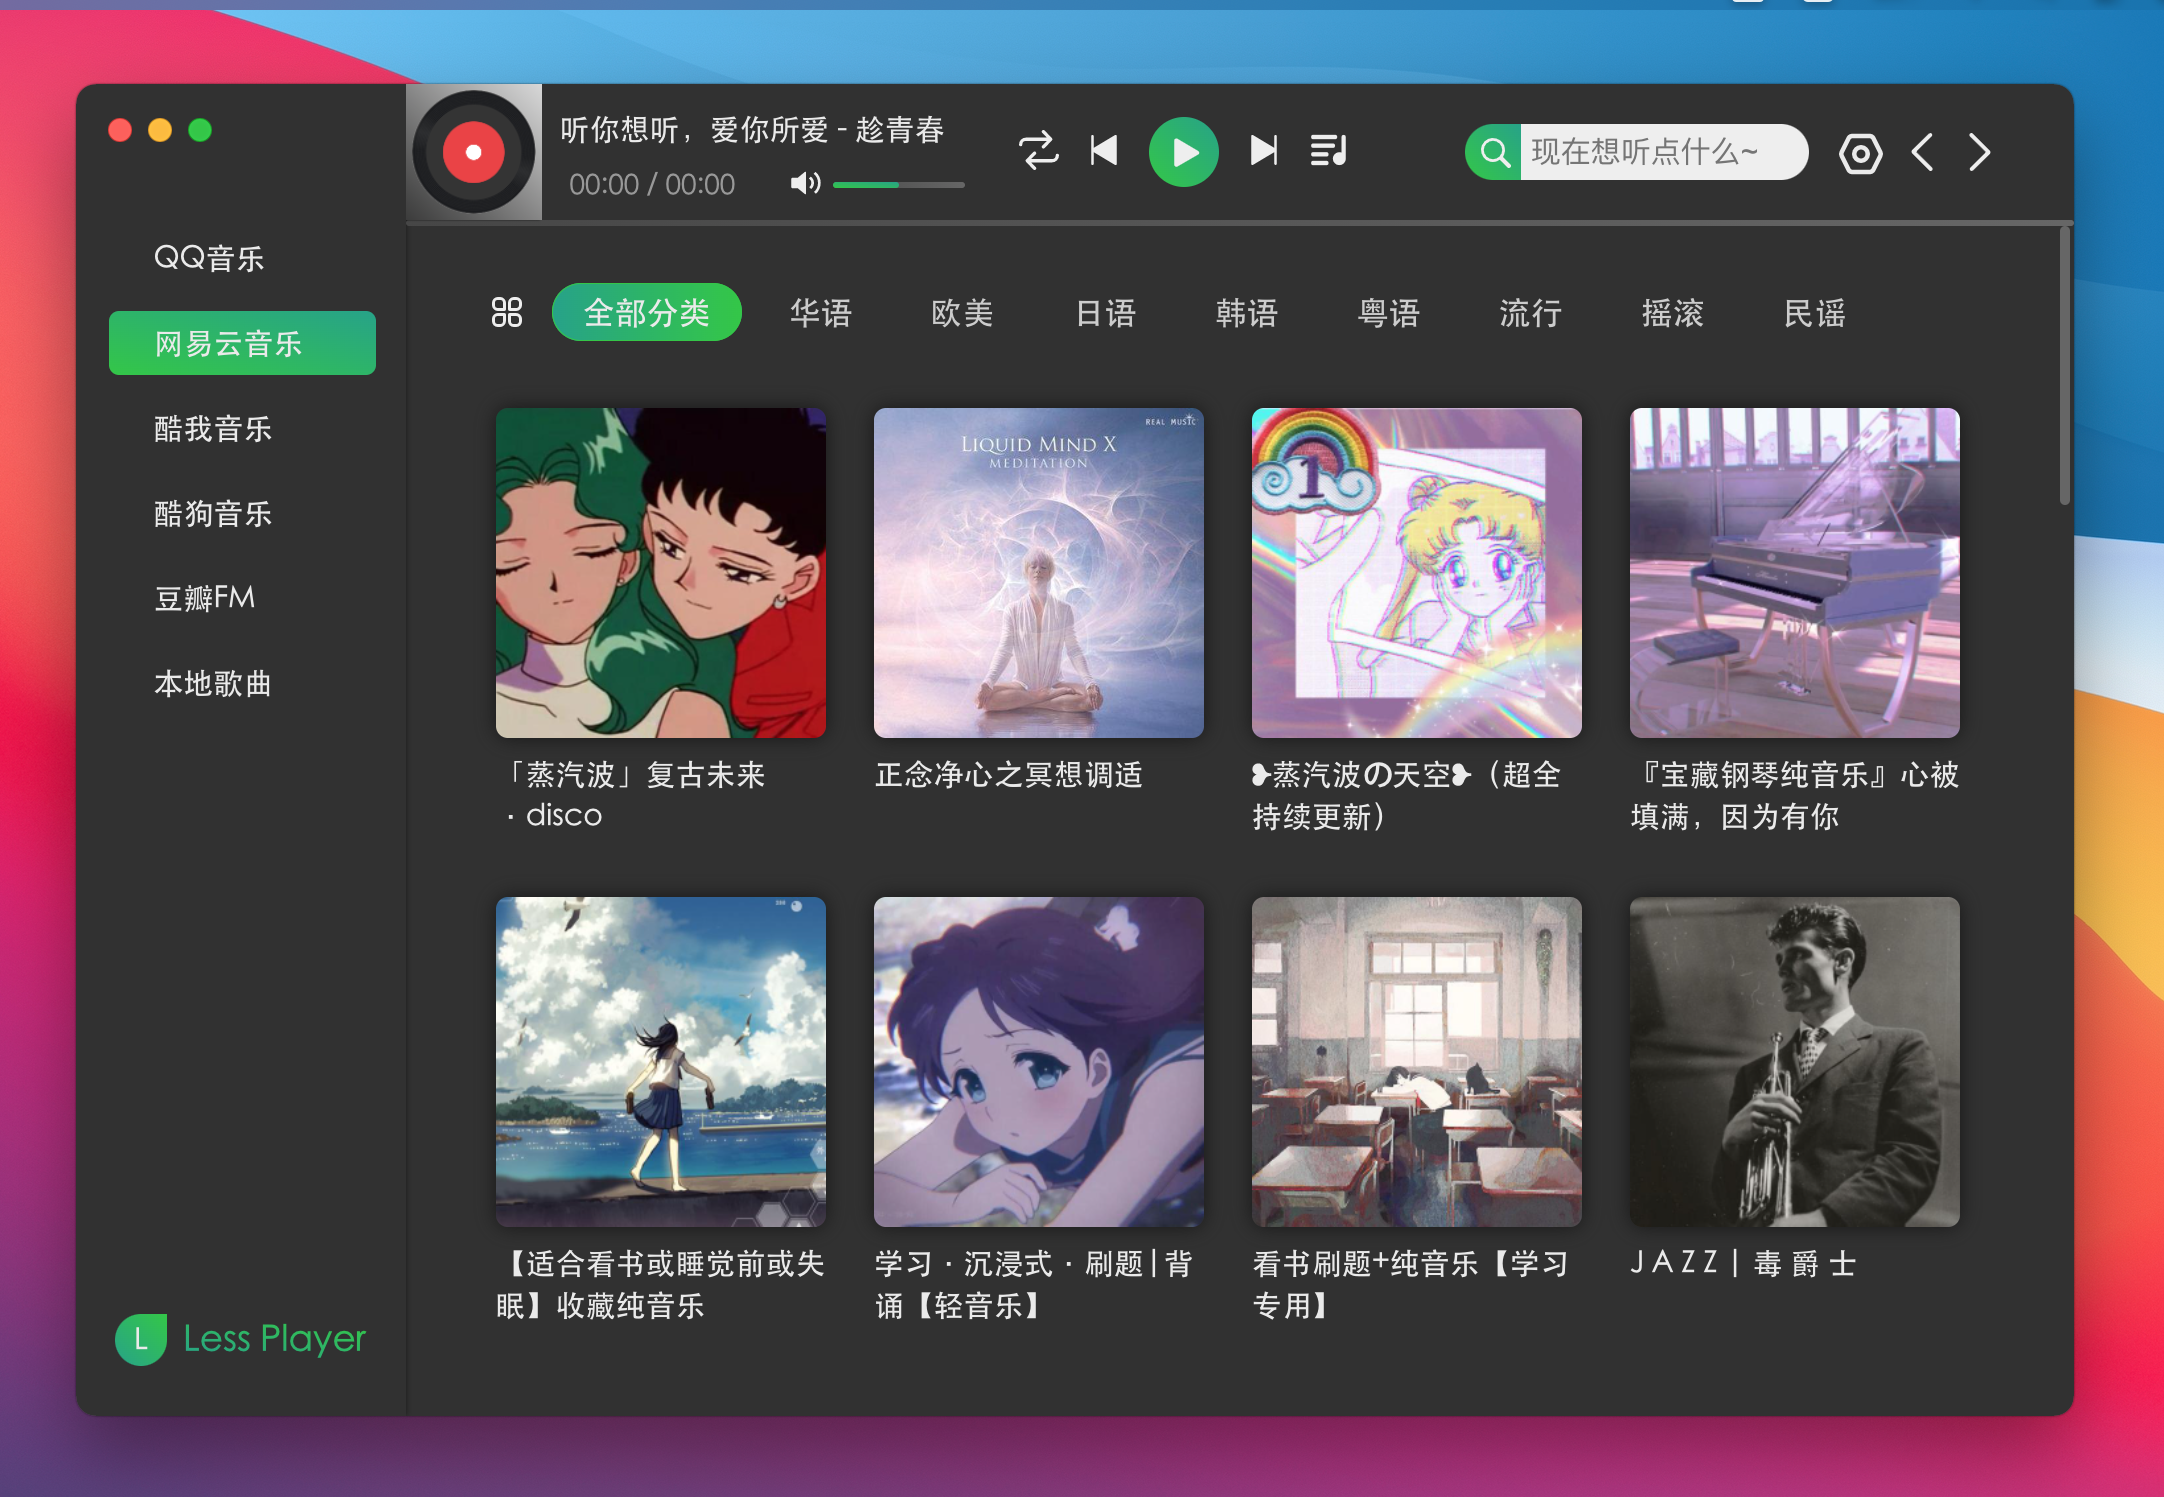 听你想听，爱你所爱 - 趁青春
00:00 / 00:00
现在想听点什么~
QQ音乐
网易云音乐
酷我音乐
酷狗音乐
豆瓣FM
本地歌曲
L Less Player
全部分类 华语 欧美 日语 韩语 粤语 流行 摇滚 民谣
REAL MUSIC
LIQUID MIND X
MEDITATION
1
「蒸汽波」复古未来
· disco
正念净心之冥想调适
❥蒸汽波の天空❥（超全
持续更新）
『宝藏钢琴纯音乐』心被
填满，因为有你
【适合看书或睡觉前或失
眠】收藏纯音乐
学习 · 沉浸式 · 刷题|背
诵【轻音乐】
看书刷题+纯音乐【学习
专用】
J A Z Z | 毒 爵 士